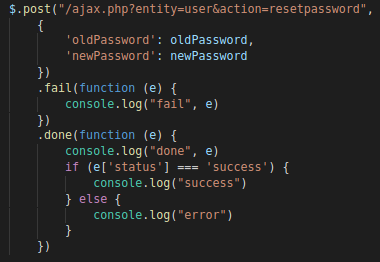 $.post("/ajax.php?entity=user&action=resetpassword",
    {
        'oldPassword': oldPassword,
        'newPassword': newPassword
    })
    .fail(function (e) {
        console.log("fail", e)
    })
    .done(function (e) {
        console.log("done", e)
        if (e['status'] === 'success') {
            console.log("success")
        } else {
            console.log("error")
        }
    })